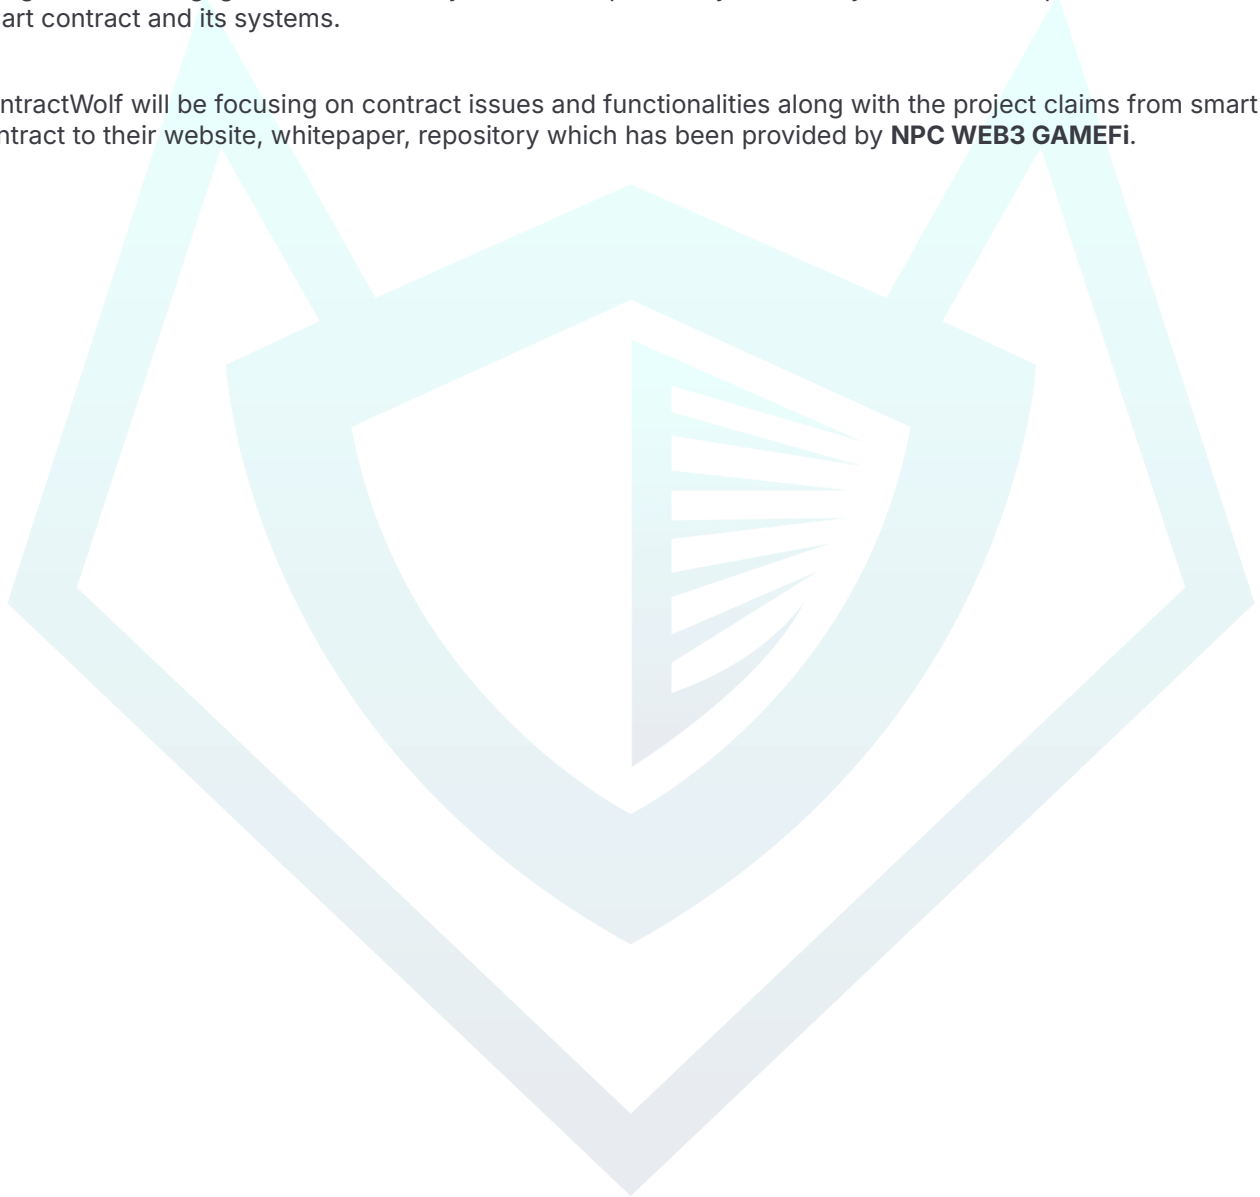 art contract and its systems.
ntractWolf will be focusing on contract issues and functionalities along with the project claims from smart
ntract to their website, whitepaper, repository which has been provided by NPC WEB3 GAMEFi.